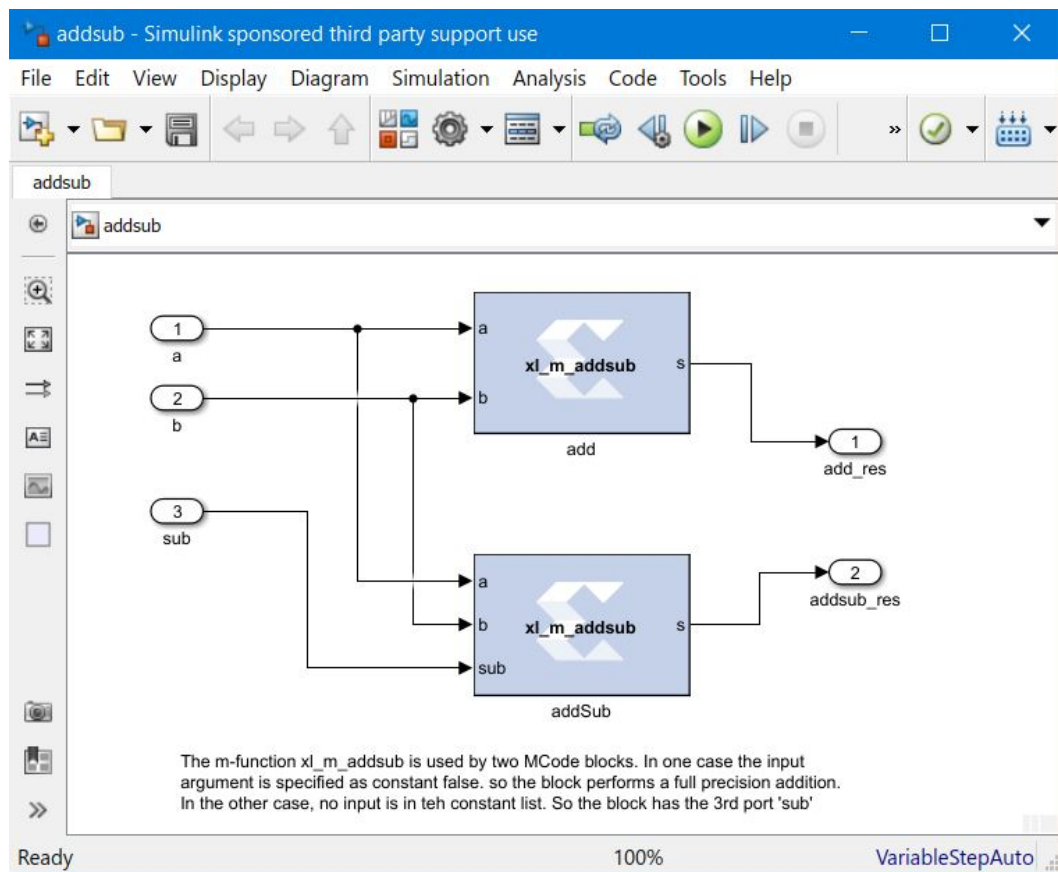 addsub - Simulink sponsored third party support use
File Edit View Display Diagram Simulation Analysis Code Tools Help
»
addsub
addsub
1
a
2
b
3
sub
a
b
xl_m_addsub
s
add
1
add_res
a
b
sub
xl_m_addsub
s
addSub
2
addsub_res
The m-function xl_m_addsub is used by two MCode blocks. In one case the input
argument is specified as constant false. so the block performs a full precision addition.
In the other case, no input is in teh constant list. So the block has the 3rd port 'sub'
Ready 100% VariableStepAuto